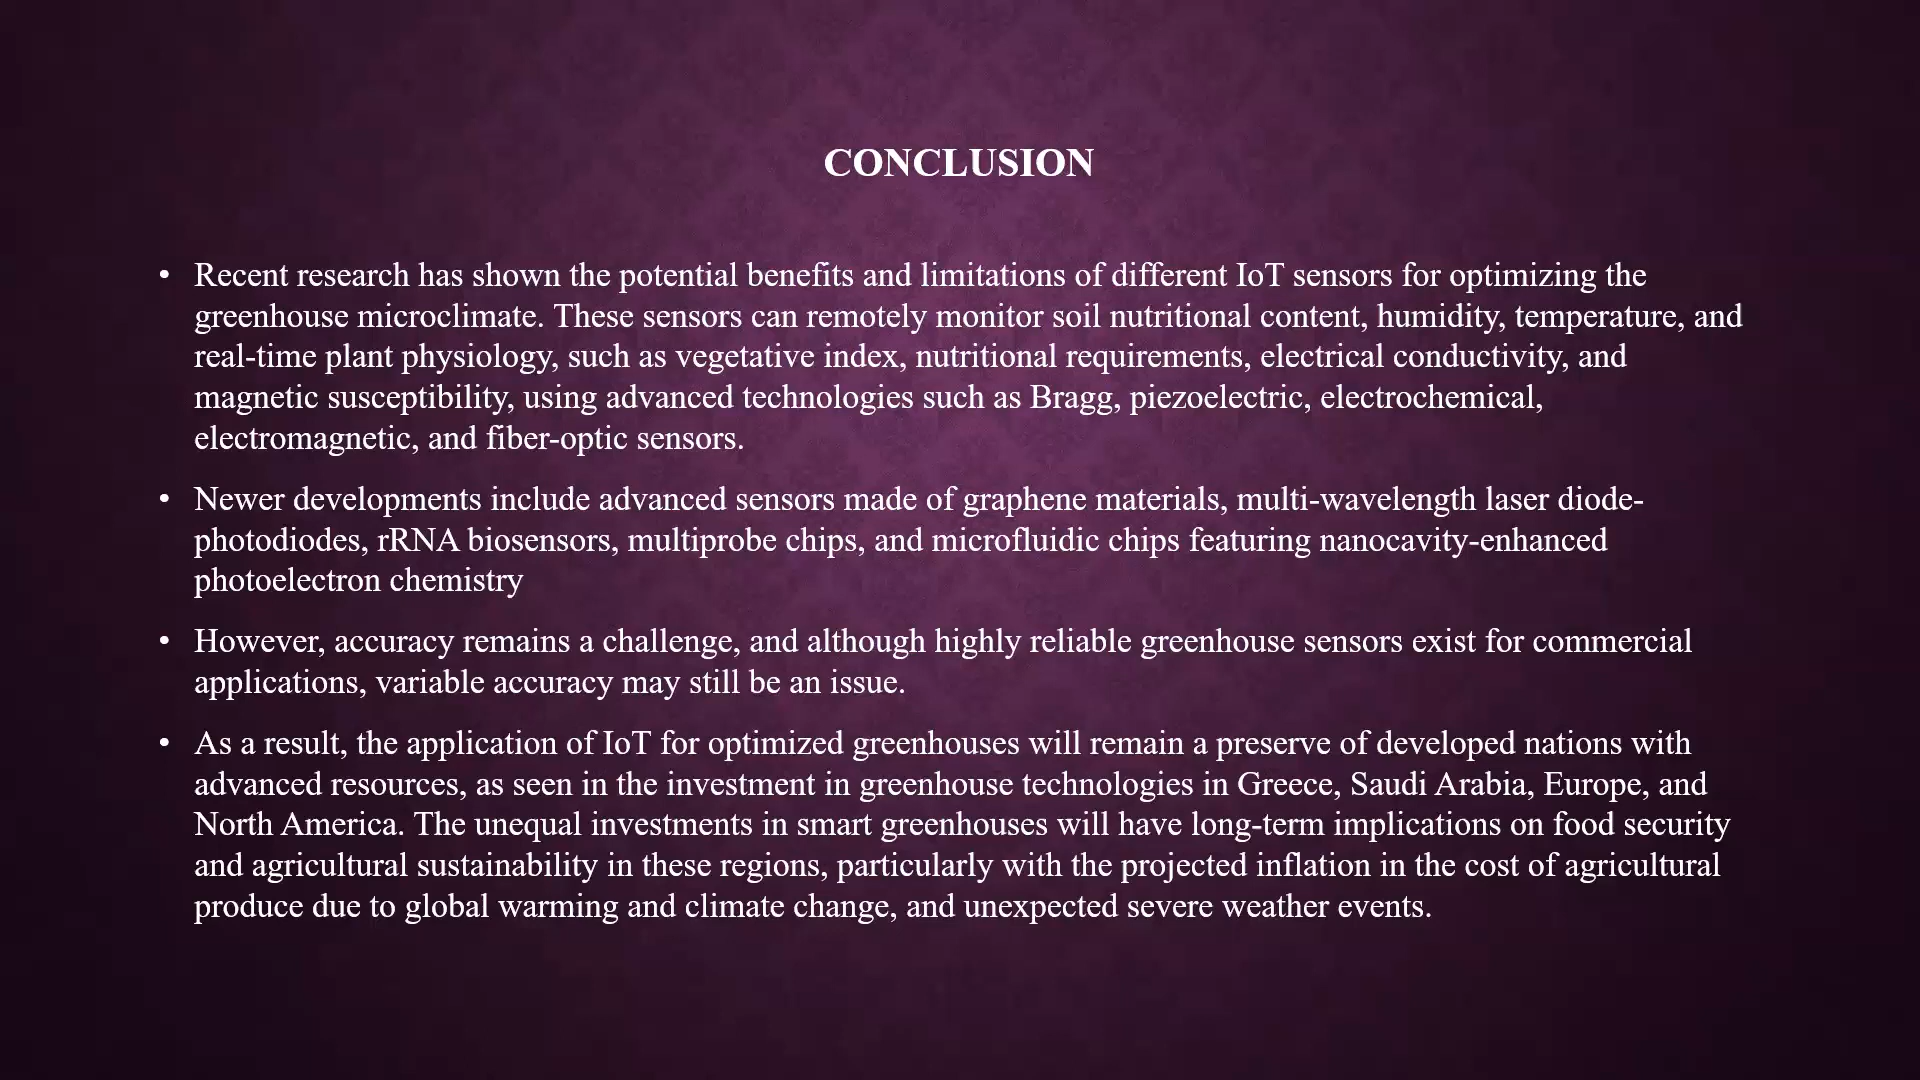 CONCLUSION
• Recent research has shown the potential benefits and limitations of different IoT sensors for optimizing the
greenhouse microclimate. These sensors can remotely monitor soil nutritional content, humidity, temperature, and
real-time plant physiology, such as vegetative index, nutritional requirements, electrical conductivity, and
magnetic susceptibility, using advanced technologies such as Bragg, piezoelectric, electrochemical,
electromagnetic, and fiber-optic sensors.
• Newer developments include advanced sensors made of graphene materials, multi-wavelength laser diode-
photodiodes, rRNA biosensors, multiprobe chips, and microfluidic chips featuring nanocavity-enhanced
photoelectron chemistry
• However, accuracy remains a challenge, and although highly reliable greenhouse sensors exist for commercial
applications, variable accuracy may still be an issue.
• As a result, the application of IoT for optimized greenhouses will remain a preserve of developed nations with
advanced resources, as seen in the investment in greenhouse technologies in Greece, Saudi Arabia, Europe, and
North America. The unequal investments in smart greenhouses will have long-term implications on food security
and agricultural sustainability in these regions, particularly with the projected inflation in the cost of agricultural
produce due to global warming and climate change, and unexpected severe weather events.